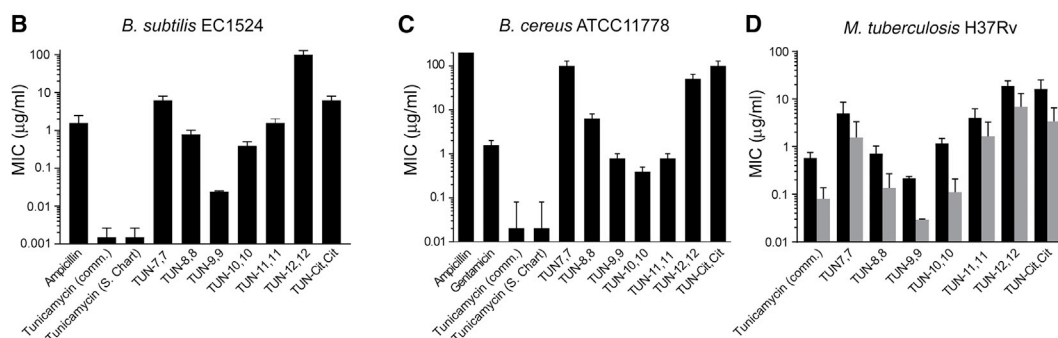 B
B. subtilis EC1524
MIC (μg/ml)
100
10
1
0.1
0.01
0.001
Ampicillin
Tunicamycin (comm.)
Tunicamycin (S. Chart)
TUN-7,7
TUN-8,8
TUN-9,9
TUN-10,10
TUN-11,11
TUN-12,12
TUN-Cit,Cit
C
B. cereus ATCC11778
MIC (μg/ml)
100
10
1
0.1
0.01
Ampicillin
Gentamicin
Tunicamycin (comm.)
Tunicamycin (S. Chart)
TUN7,7
TUN-8,8
TUN-9,9
TUN-10,10
TUN-11,11
TUN-12,12
TUN-Cit,Cit
D
M. tuberculosis H37Rv
MIC (μg/ml)
100
10
1
0.1
0.01
Tunicamycin (comm.)
TUN7,7
TUN-8,8
TUN-9,9
TUN-10,10
TUN-11,11
TUN-12,12
TUN-Cit,Cit